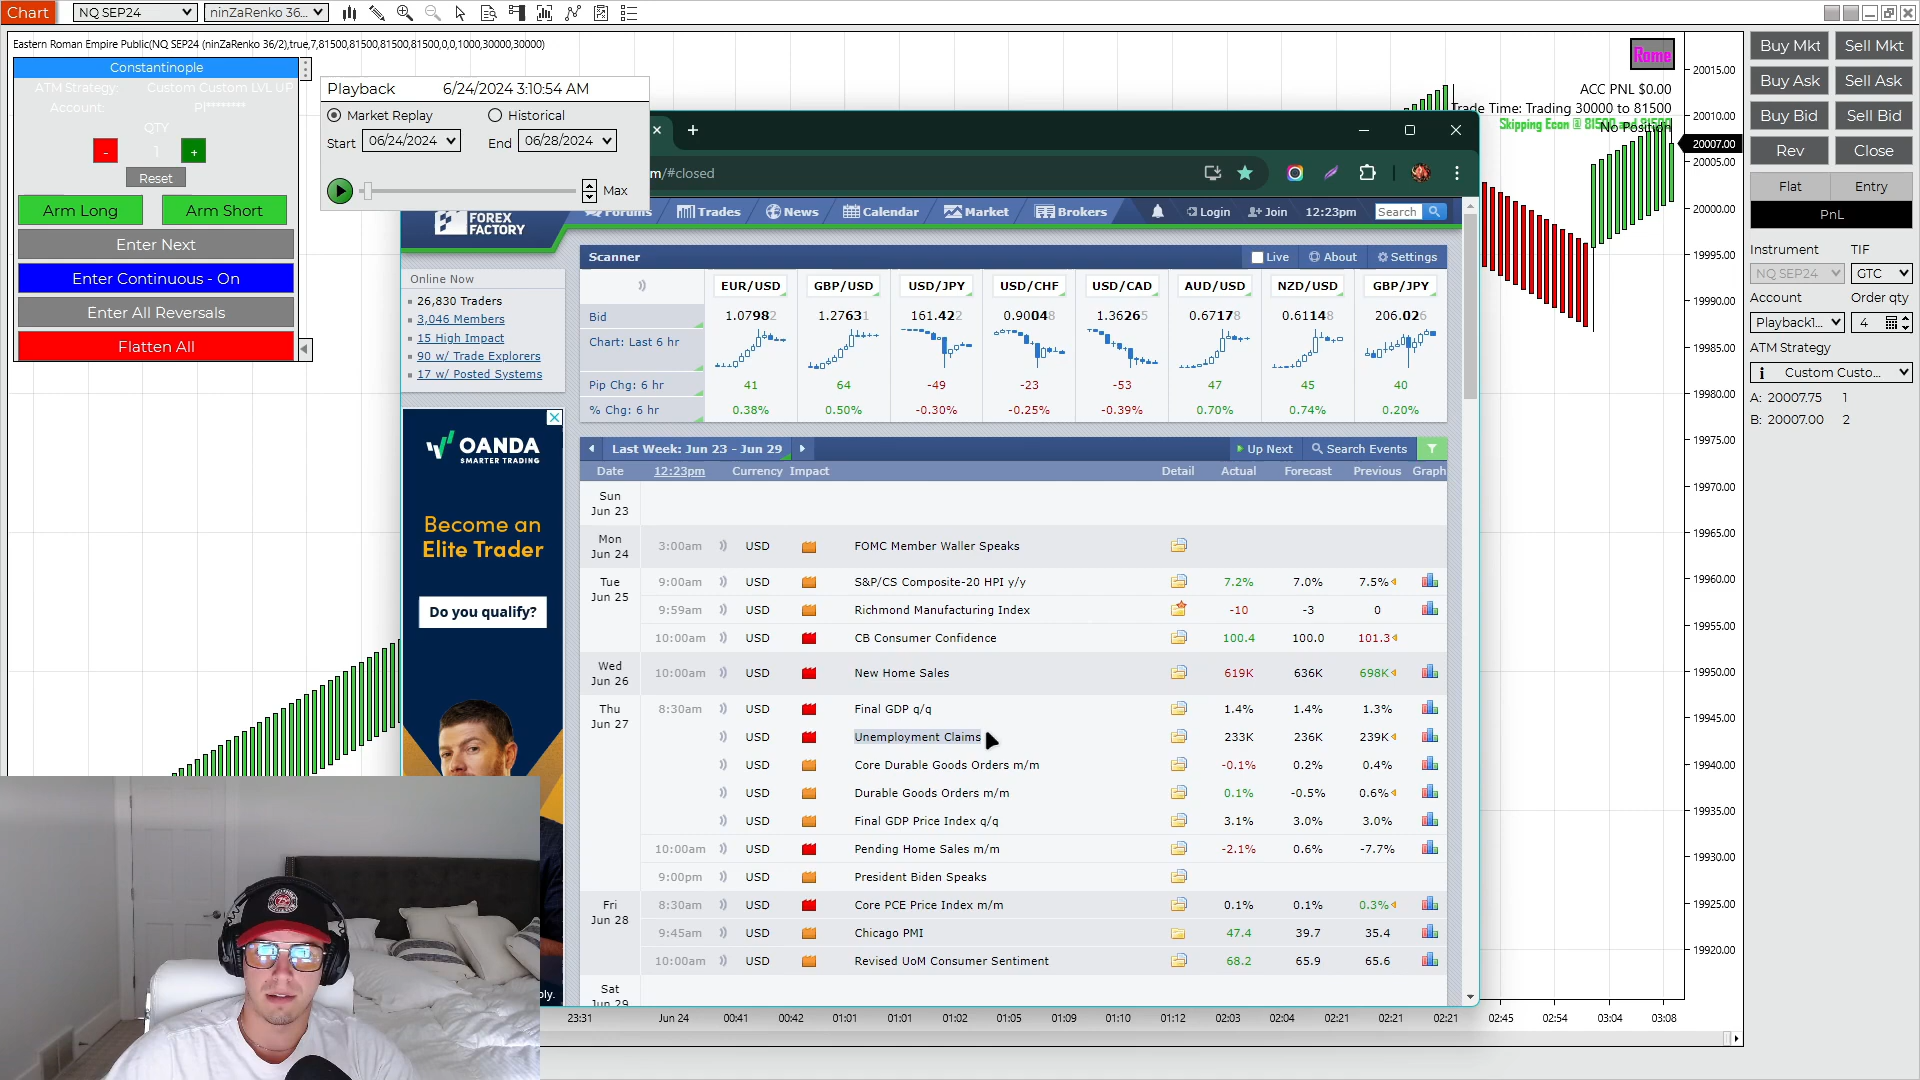 Chart NQ SEP24 ninZaRenko 36...
Eastern Roman Empire Public(NQ SEP24 (ninZaRenko 36/2),true,7,81500,81500,81500,81500,0,0,1000,30000,30000)
Constantinople
ATM Strategy: Custom Custom LVL UP
Account: Pl********
QTY
- 1 +
Reset
Arm Long Arm Short
Enter Next
Enter Continuous - On
Enter All Reversals
Flatten All
Playback 6/24/2024 3:10:54 AM
Market Replay Historical
Start 06/24/2024 End 06/28/2024
Max
m/#closed
FOREX FACTORY
Forums Trades News Calendar Market Brokers Login Join 12:23pm Search
Online Now
26,830 Traders
3,046 Members
15 High Impact
90 w/ Trade Explorers
17 w/ Posted Systems
OANDA
SMARTER TRADING
Become an
Elite Trader
Do you qualify?
ply.
Scanner Live About Settings
EUR/USD GBP/USD USD/JPY USD/CHF USD/CAD AUD/USD NZD/USD GBP/JPY
Bid 1.07982 1.27631 161.422 0.90048 1.36265 0.67178 0.61148 206.026
Chart: Last 6 hr
Pip Chg: 6 hr 41 64 -49 -23 -53 47 45 40
% Chg: 6 hr 0.38% 0.50% -0.30% -0.25% -0.39% 0.70% 0.74% 0.20%
Last Week: Jun 23 - Jun 29 Up Next Search Events
Date 12:23pm Currency Impact Detail Actual Forecast Previous Graph
Sun
Jun 23
Mon
Jun 24 3:00am USD FOMC Member Waller Speaks
Tue
Jun 25 9:00am USD S&P/CS Composite-20 HPI y/y 7.2% 7.0% 7.5%
9:59am USD Richmond Manufacturing Index -10 -3 0
10:00am USD CB Consumer Confidence 100.4 100.0 101.3
Wed
Jun 26 10:00am USD New Home Sales 619K 636K 698K
Thu
Jun 27 8:30am USD Final GDP q/q 1.4% 1.4% 1.3%
USD Unemployment Claims 233K 236K 239K
USD Core Durable Goods Orders m/m -0.1% 0.2% 0.4%
USD Durable Goods Orders m/m 0.1% -0.5% 0.6%
USD Final GDP Price Index q/q 3.1% 3.0% 3.0%
10:00am USD Pending Home Sales m/m -2.1% 0.6% -7.7%
9:00pm USD President Biden Speaks
Fri
Jun 28 8:30am USD Core PCE Price Index m/m 0.1% 0.1% 0.3%
9:45am USD Chicago PMI 47.4 39.7 35.4
10:00am USD Revised UoM Consumer Sentiment 68.2 65.9 65.6
Sat
Jun 29
23:31 Jun 24 00:41 00:42 01:01 01:01 01:02 01:05 01:09 01:10 01:12 02:03 02:04 02:21 02:21 02:21 02:45 02:54 03:04 03:08
Rome
ACC PNL $0.00
Trade Time: Trading 30000 to 81500
Skipping Econ @ 81500 and 81500
No Position
20015.00
20010.00
20007.00
20005.00
20000.00
19995.00
19990.00
19985.00
19980.00
19975.00
19970.00
19965.00
19960.00
19955.00
19950.00
19945.00
19940.00
19935.00
19930.00
19925.00
19920.00
Buy Mkt Sell Mkt
Buy Ask Sell Ask
Buy Bid Sell Bid
Rev Close
Flat Entry
PnL
Instrument TIF
NQ SEP24 GTC
Account Order qty
Playback1... 4
ATM Strategy
Custom Custo...
A: 20007.75 1
B: 20007.00 2